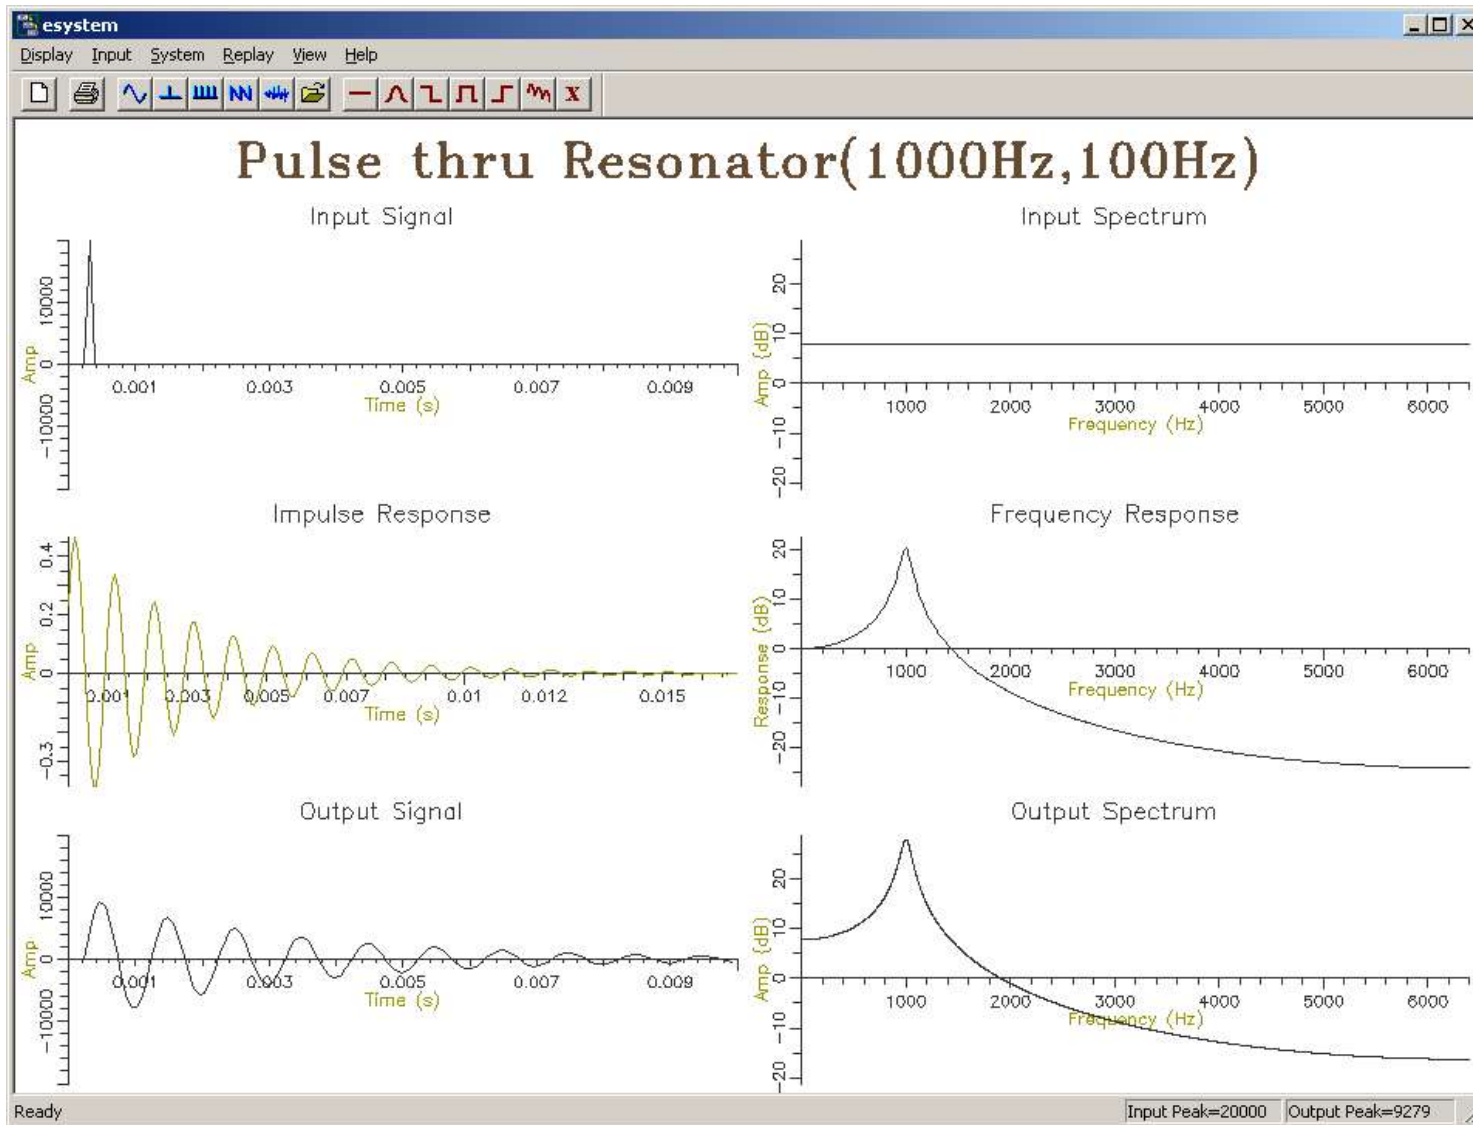 esystem
Display Input System Replay View Help
X
Pulse thru Resonator(1000Hz,100Hz)
Input Signal
Amp
10000
0
-10000
0.001 0.003 0.005 0.007 0.009
Time (s)
Input Spectrum
Amp (dB)
20
10
0
-10
-20
1000 2000 3000 4000 5000 6000
Frequency (Hz)
Impulse Response
Amp
0.4
0.2
0
-0.3
0.001 0.003 0.005 0.007 0.01 0.012 0.015
Time (s)
Frequency Response
Response (dB)
20
10
0
-10
-20
1000 2000 3000 4000 5000 6000
Frequency (Hz)
Output Signal
Amp
10000
0
-10000
0.001 0.003 0.005 0.007 0.009
Time (s)
Output Spectrum
Amp (dB)
20
10
0
-10
-20
1000 2000 3000 4000 5000 6000
Frequency (Hz)
Ready
Input Peak=20000 Output Peak=9279